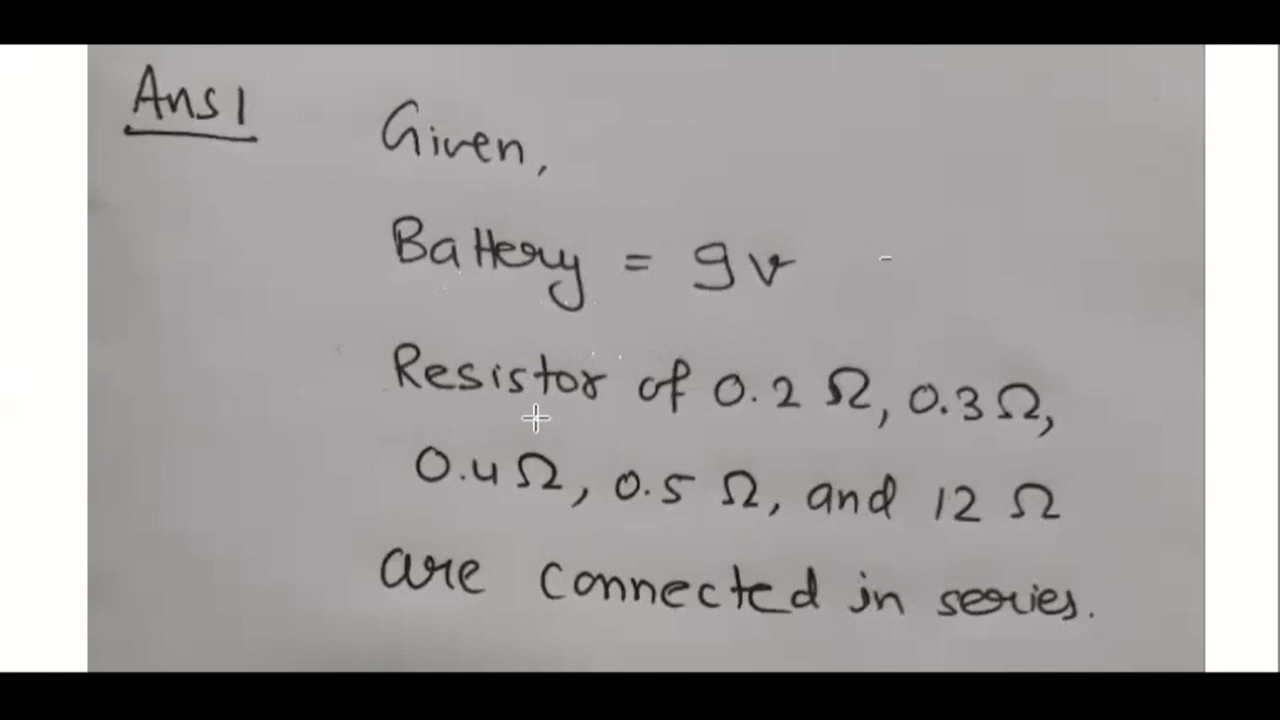 Ans 1
Given,
Battery = 9v
Resistor of 0.2 Ω, 0.3 Ω,
0.4 Ω, 0.5 Ω, and 12 Ω
are connected in series.